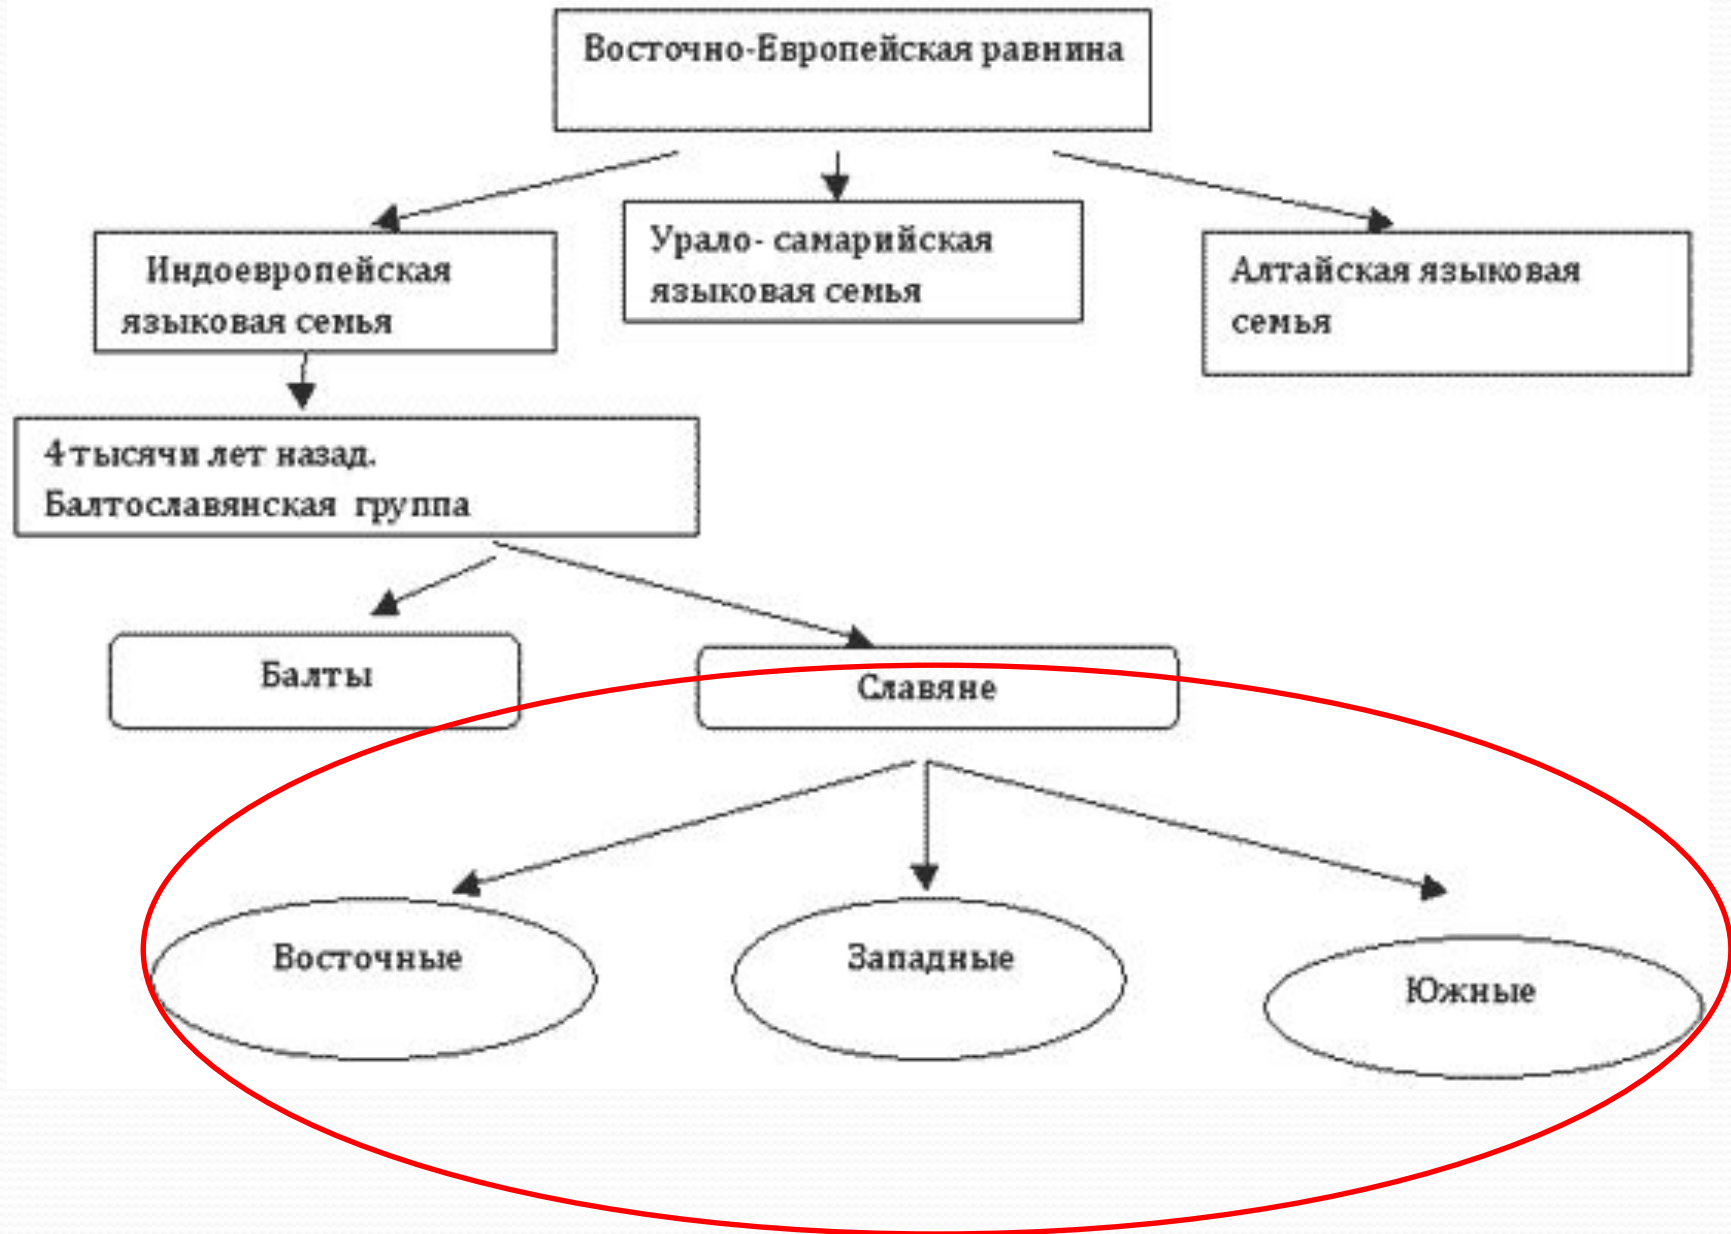 Восточно-Европейская равнина
Индоевропейская
языковая семья
Урало- самарийская
языковая семья
Алтайская языковая
семья
4 тысячи лет назад.
Балтославянская группа
Балты
Славяне
Восточные
Западные
Южные